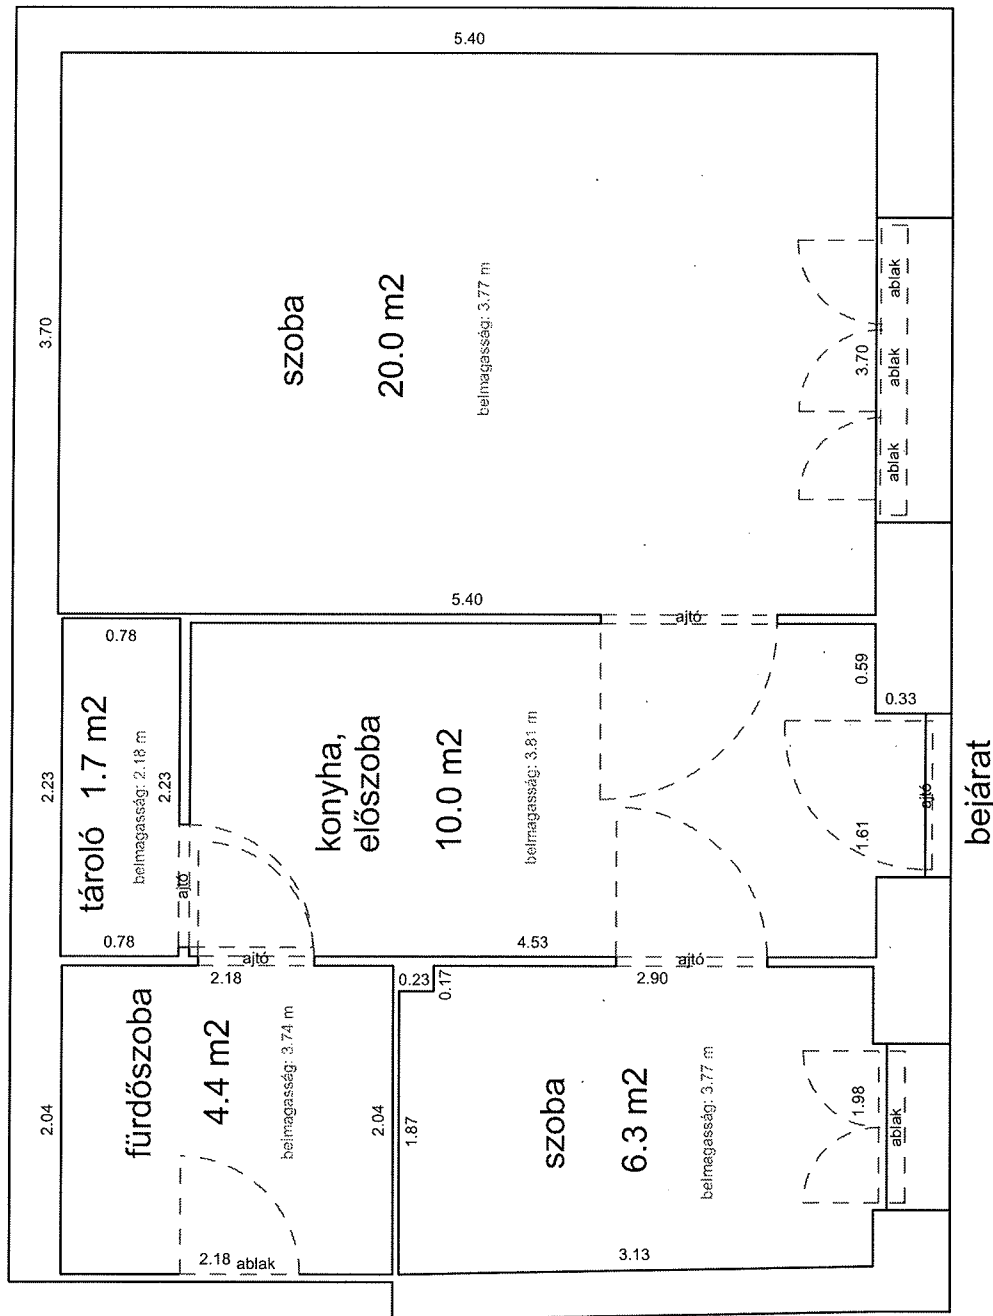 5.40
3.70
szoba
20.0 m2
belmagasság: 3.77 m
3.70
ablak
ablak
ablak
5.40
ajtó
0.78
tároló 1.7 m2
belmagasság: 2.18 m
2.23
2.23
0.78
ajtó
konyha,
előszoba
10.0 m2
belmagasság: 3.81 m
0.59
0.33
1.61
ajtó
bejárat
4.53
ajtó
ajtó
2.18
fürdőszoba
4.4 m2
belmagasság: 3.74 m
2.04
2.04
2.18
ablak
0.23
0.17
2.90
1.87
szoba
6.3 m2
belmagasság: 3.77 m
1.98
ablak
3.13